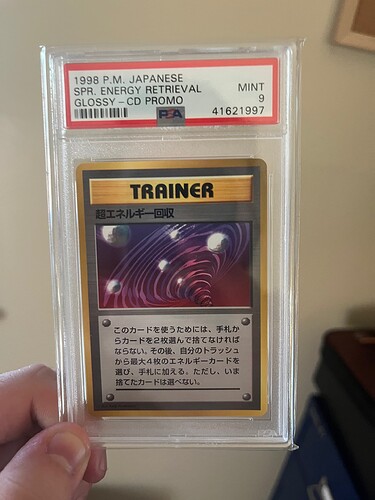 1998 P.M. JAPANESE
SPR. ENERGY RETRIEVAL MINT
GLOSSY - CD PROMO 9
PSA 41621997
TRAINER
超エネルギー回収
このカードを使うためには、手札か
らカードを2枚選んで捨てなければ
ならない。その後、自分のトラッシュ
から最大4枚のエネルギーカードを
選び、手札に加える。ただし、いま
捨てたカードは選べない。